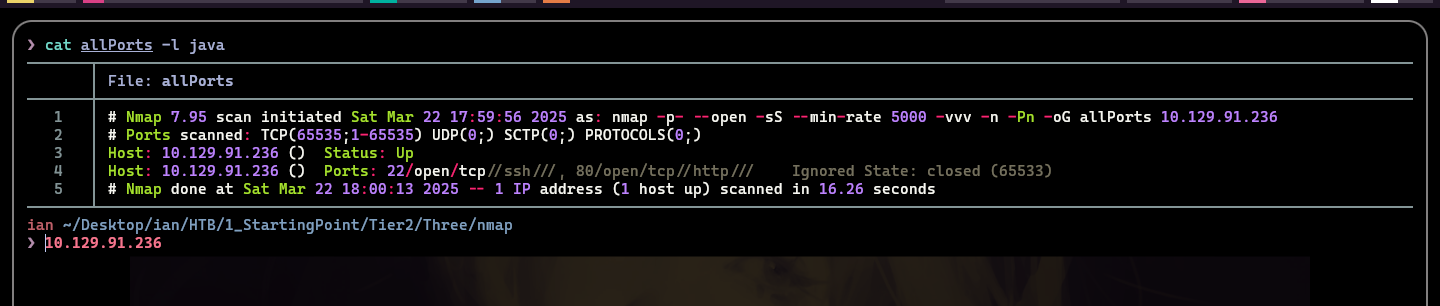 ❯ cat allPorts -l java
File: allPorts
1 # Nmap 7.95 scan initiated Sat Mar 22 17:59:56 2025 as: nmap -p- --open -sS --min-rate 5000 -vvv -n -Pn -oG allPorts 10.129.91.236
2 # Ports scanned: TCP(65535;1-65535) UDP(0;) SCTP(0;) PROTOCOLS(0;)
3 Host: 10.129.91.236 ()  Status: Up
4 Host: 10.129.91.236 ()  Ports: 22/open/tcp//ssh///, 80/open/tcp//http///    Ignored State: closed (65533)
5 # Nmap done at Sat Mar 22 18:00:13 2025 -- 1 IP address (1 host up) scanned in 16.26 seconds
ian ~/Desktop/ian/HTB/1_StartingPoint/Tier2/Three/nmap
❯ 10.129.91.236